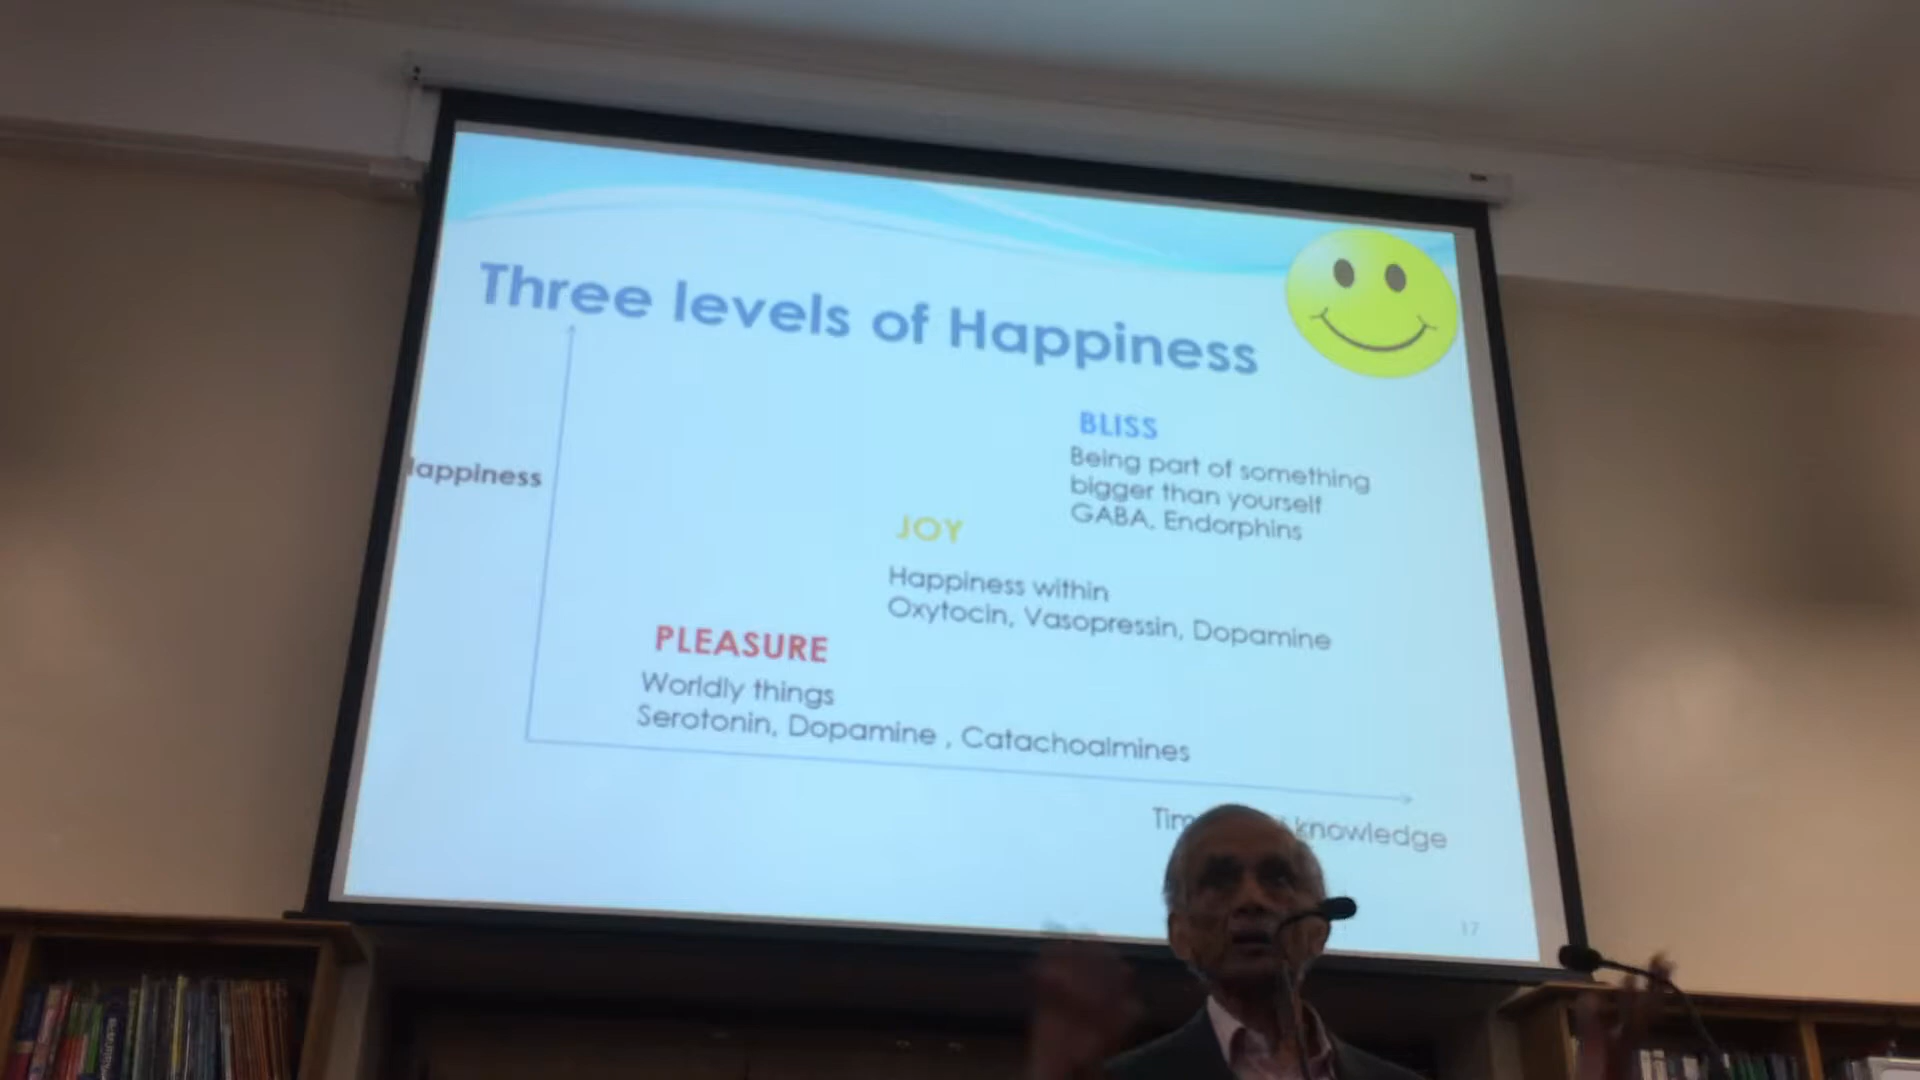 Three levels of Happiness
BLISS
Being part of something
bigger than yourself
GABA, Endorphins
appiness
JOY
Happiness within
Oxytocin, Vasopressin, Dopamine
PLEASURE
Worldly things
Serotonin, Dopamine , Catachoalmines
knowledge
17